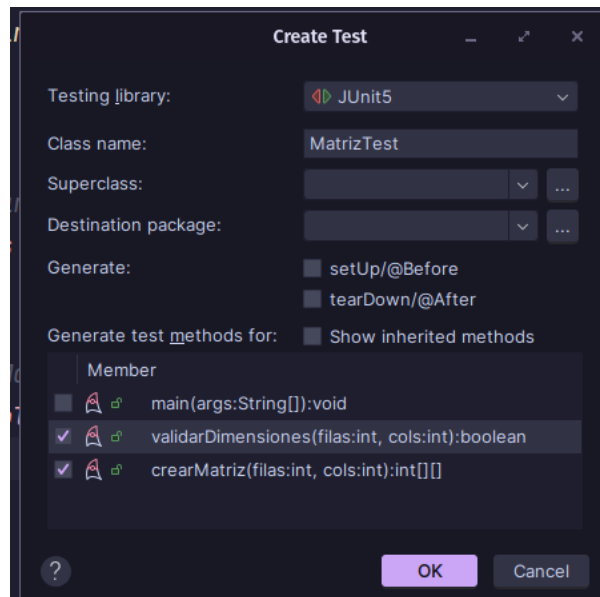 Create Test
Testing library: JUnit5
Class name: MatrizTest
Superclass: ...
Destination package: ...
Generate: setUp/@Before
tearDown/@After
Generate test methods for: Show inherited methods
Member
main(args:String[]):void
validarDimensiones(filas:int, cols:int):boolean
crearMatriz(filas:int, cols:int):int[][]
? OK Cancel